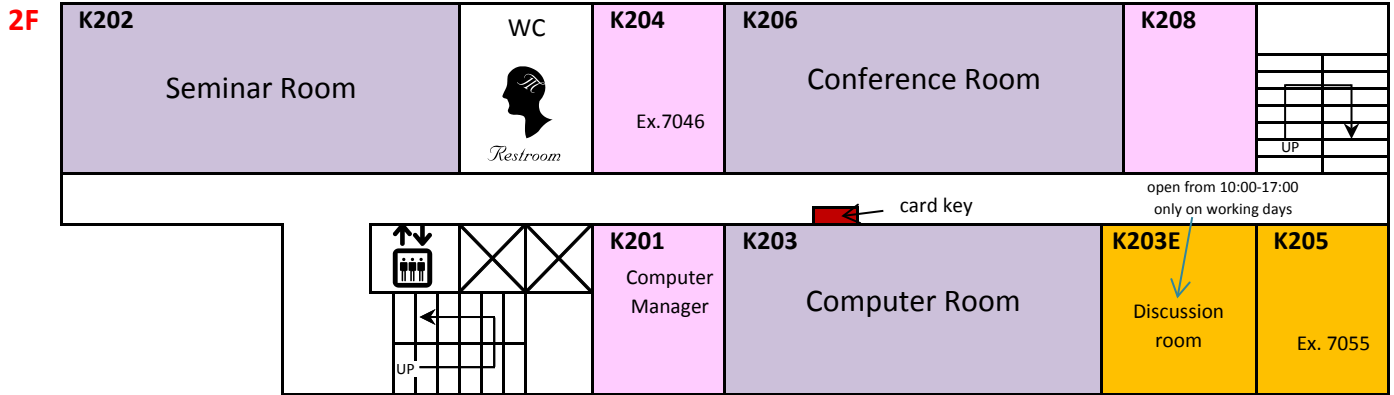 2F
K202
Seminar Room
WC
Restroom
K204
Ex.7046
K206
Conference Room
K208
UP
open from 10:00-17:00
only on working days
card key
UP
K201
Computer
Manager
K203
Computer Room
K203E
Discussion
room
K205
Ex. 7055